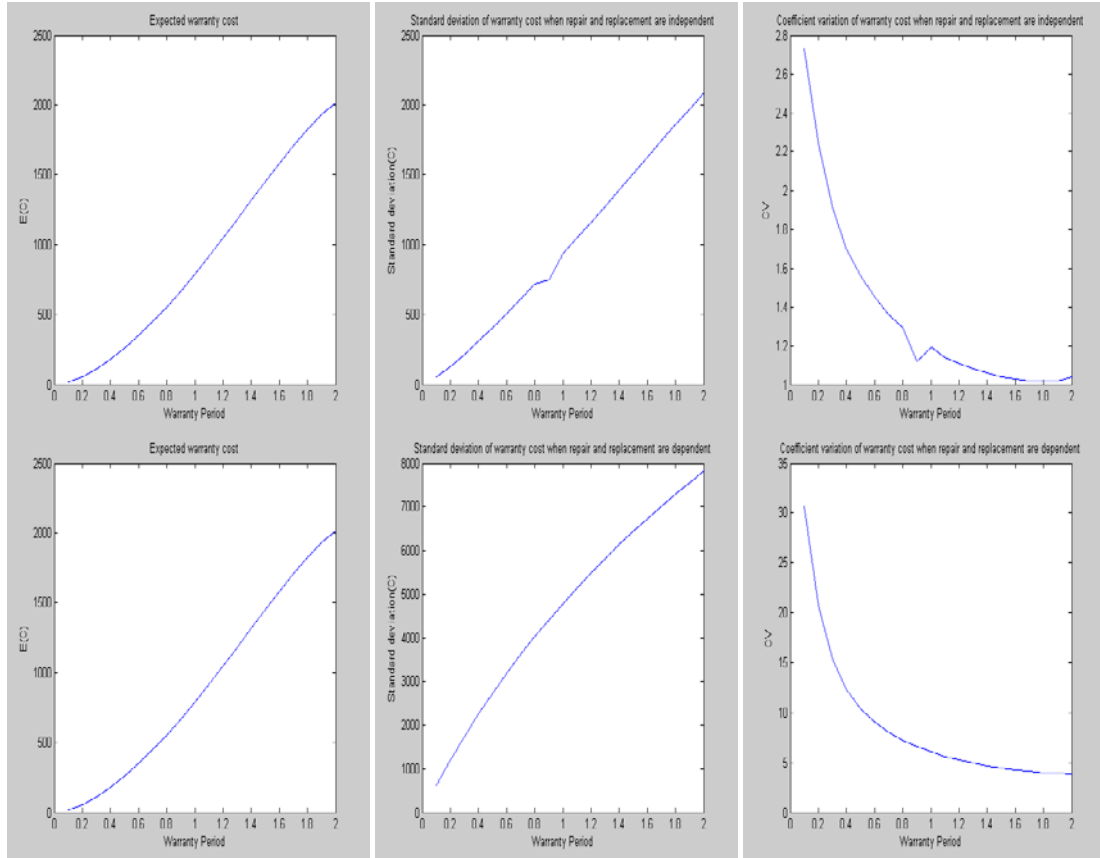 Expected warranty cost
2500
2000
1500
1000
500
0
E(C)
0 0.2 0.4 0.6 0.8 1 1.2 1.4 1.6 1.8 2
Warranty Period
Standard deviation of warranty cost when repair and replacement are independent
2500
2000
1500
1000
500
0
Standard deviation(C)
0 0.2 0.4 0.6 0.8 1 1.2 1.4 1.6 1.8 2
Warranty Period
Coefficient variation of warranty cost when repair and replacement are independent
2.8
2.6
2.4
2.2
2
1.8
1.6
1.4
1.2
1
CV
0 0.2 0.4 0.6 0.8 1 1.2 1.4 1.6 1.8 2
Warranty Period
Expected warranty cost
2500
2000
1500
1000
500
0
E(C)
0 0.2 0.4 0.6 0.8 1 1.2 1.4 1.6 1.8 2
Warranty Period
Standard deviation of warranty cost when repair and replacement are dependent
8000
7000
6000
5000
4000
3000
2000
1000
0
Standard deviation(C)
0 0.2 0.4 0.6 0.8 1 1.2 1.4 1.6 1.8 2
Warranty Period
Coefficient variation of warranty cost when repair and replacement are dependent
35
30
25
20
15
10
5
0
CV
0 0.2 0.4 0.6 0.8 1 1.2 1.4 1.6 1.8 2
Warranty Period